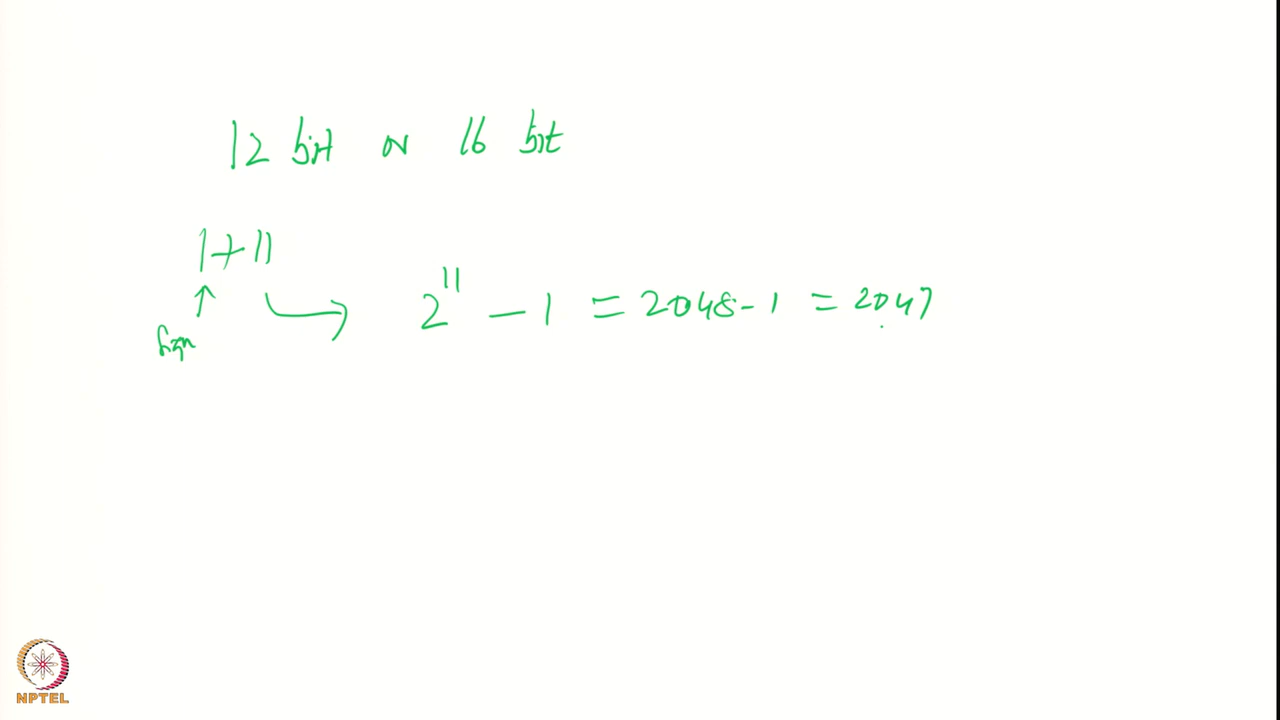 12 bit or 16 bit
1+11
2^11 - 1 = 2048 - 1 = 2047
Sign
NPTEL